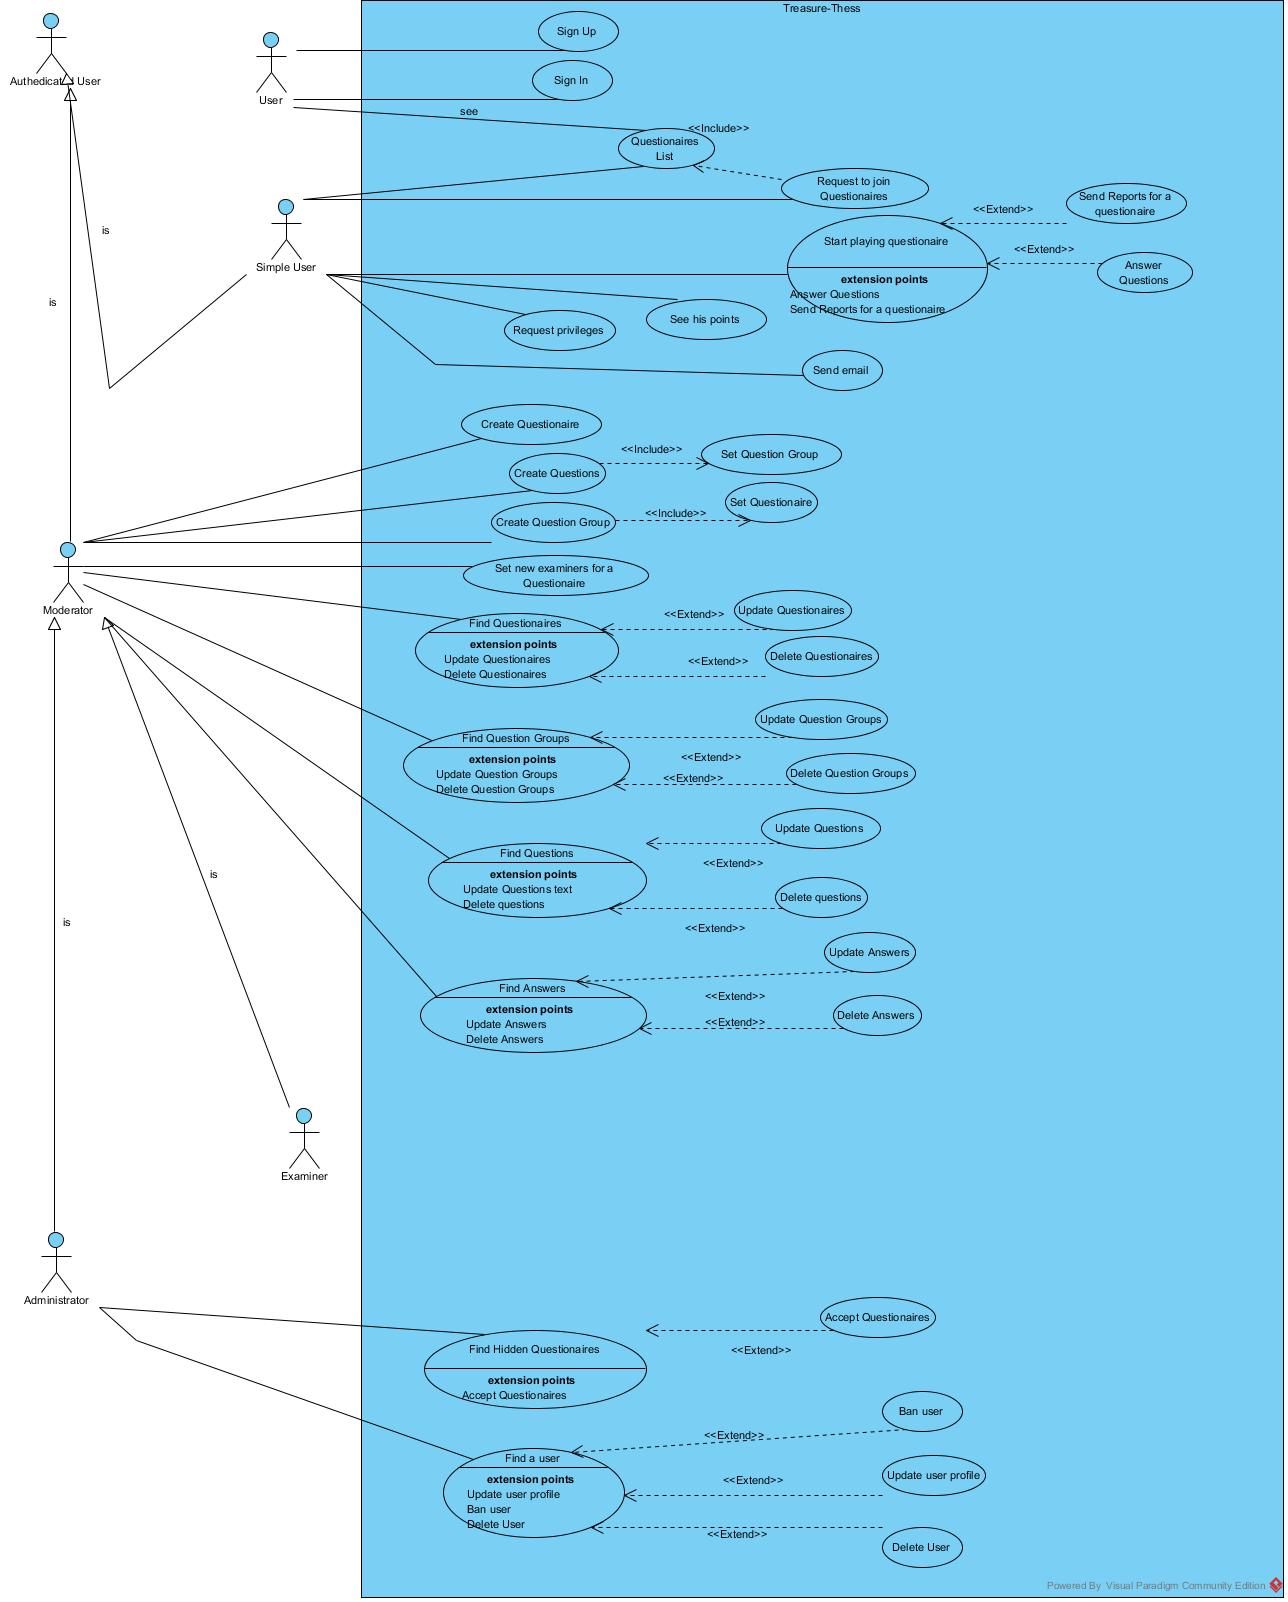 Treasure-Thess
Sign Up
Authedicat
User
Sign In
User
see
<<Include>>
Questionaires
List
Request to join
Questionaires
Send Reports for a
questionaire
<<Extend>>
is
Start playing questionaire
<<Extend>>
Simple User
Answer
Questions
extension points
Answer Questions
Send Reports for a questionaire
is
See his points
Request privileges
Send email
Create Questionaire
<<Include>>
Set Question Group
Create Questions
Set Questionaire
<<Include>>
Create Question Group
Set new examiners for a
Questionaire
Moderator
Find Questionaires
extension points
Update Questionaires
Delete Questionaires
<<Extend>>
Update Questionaires
<<Extend>>
Delete Questionaires
Update Question Groups
Find Question Groups
extension points
Update Question Groups
Delete Question Groups
<<Extend>>
<<Extend>>
Delete Question Groups
Update Questions
Find Questions
extension points
Update Questions text
Delete questions
<<Extend>>
is
Delete questions
<<Extend>>
is
Update Answers
Find Answers
extension points
Update Answers
Delete Answers
<<Extend>>
<<Extend>>
Delete Answers
Examiner
Administrator
Accept Questionaires
Find Hidden Questionaires
<<Extend>>
extension points
Accept Questionaires
Ban user
<<Extend>>
Find a user
extension points
Update user profile
Ban user
Delete User
<<Extend>>
Update user profile
<<Extend>>
Delete User
Powered By Visual Paradigm Community Edition